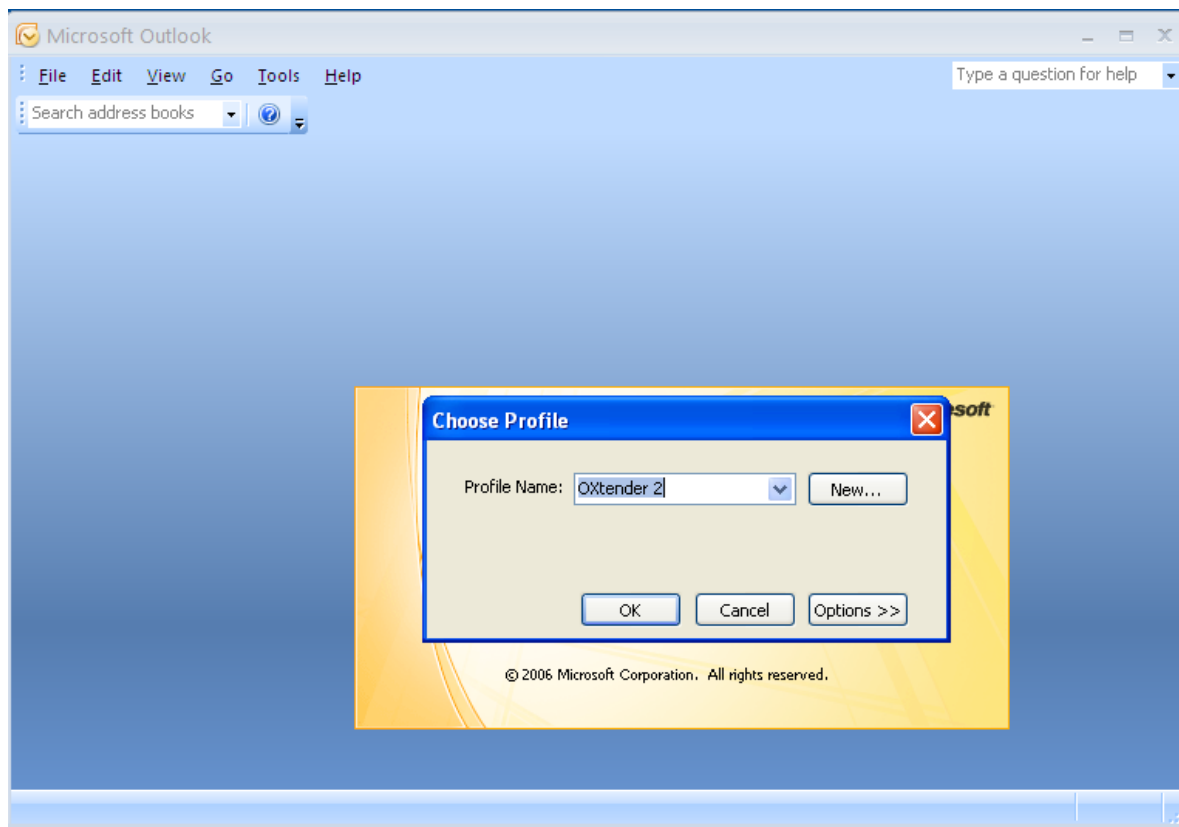 Microsoft Outlook
File Edit View Go Tools Help Type a question for help
Search address books
Choose Profile
Profile Name: OXtender 2 New...
OK Cancel Options >>
© 2006 Microsoft Corporation. All rights reserved.